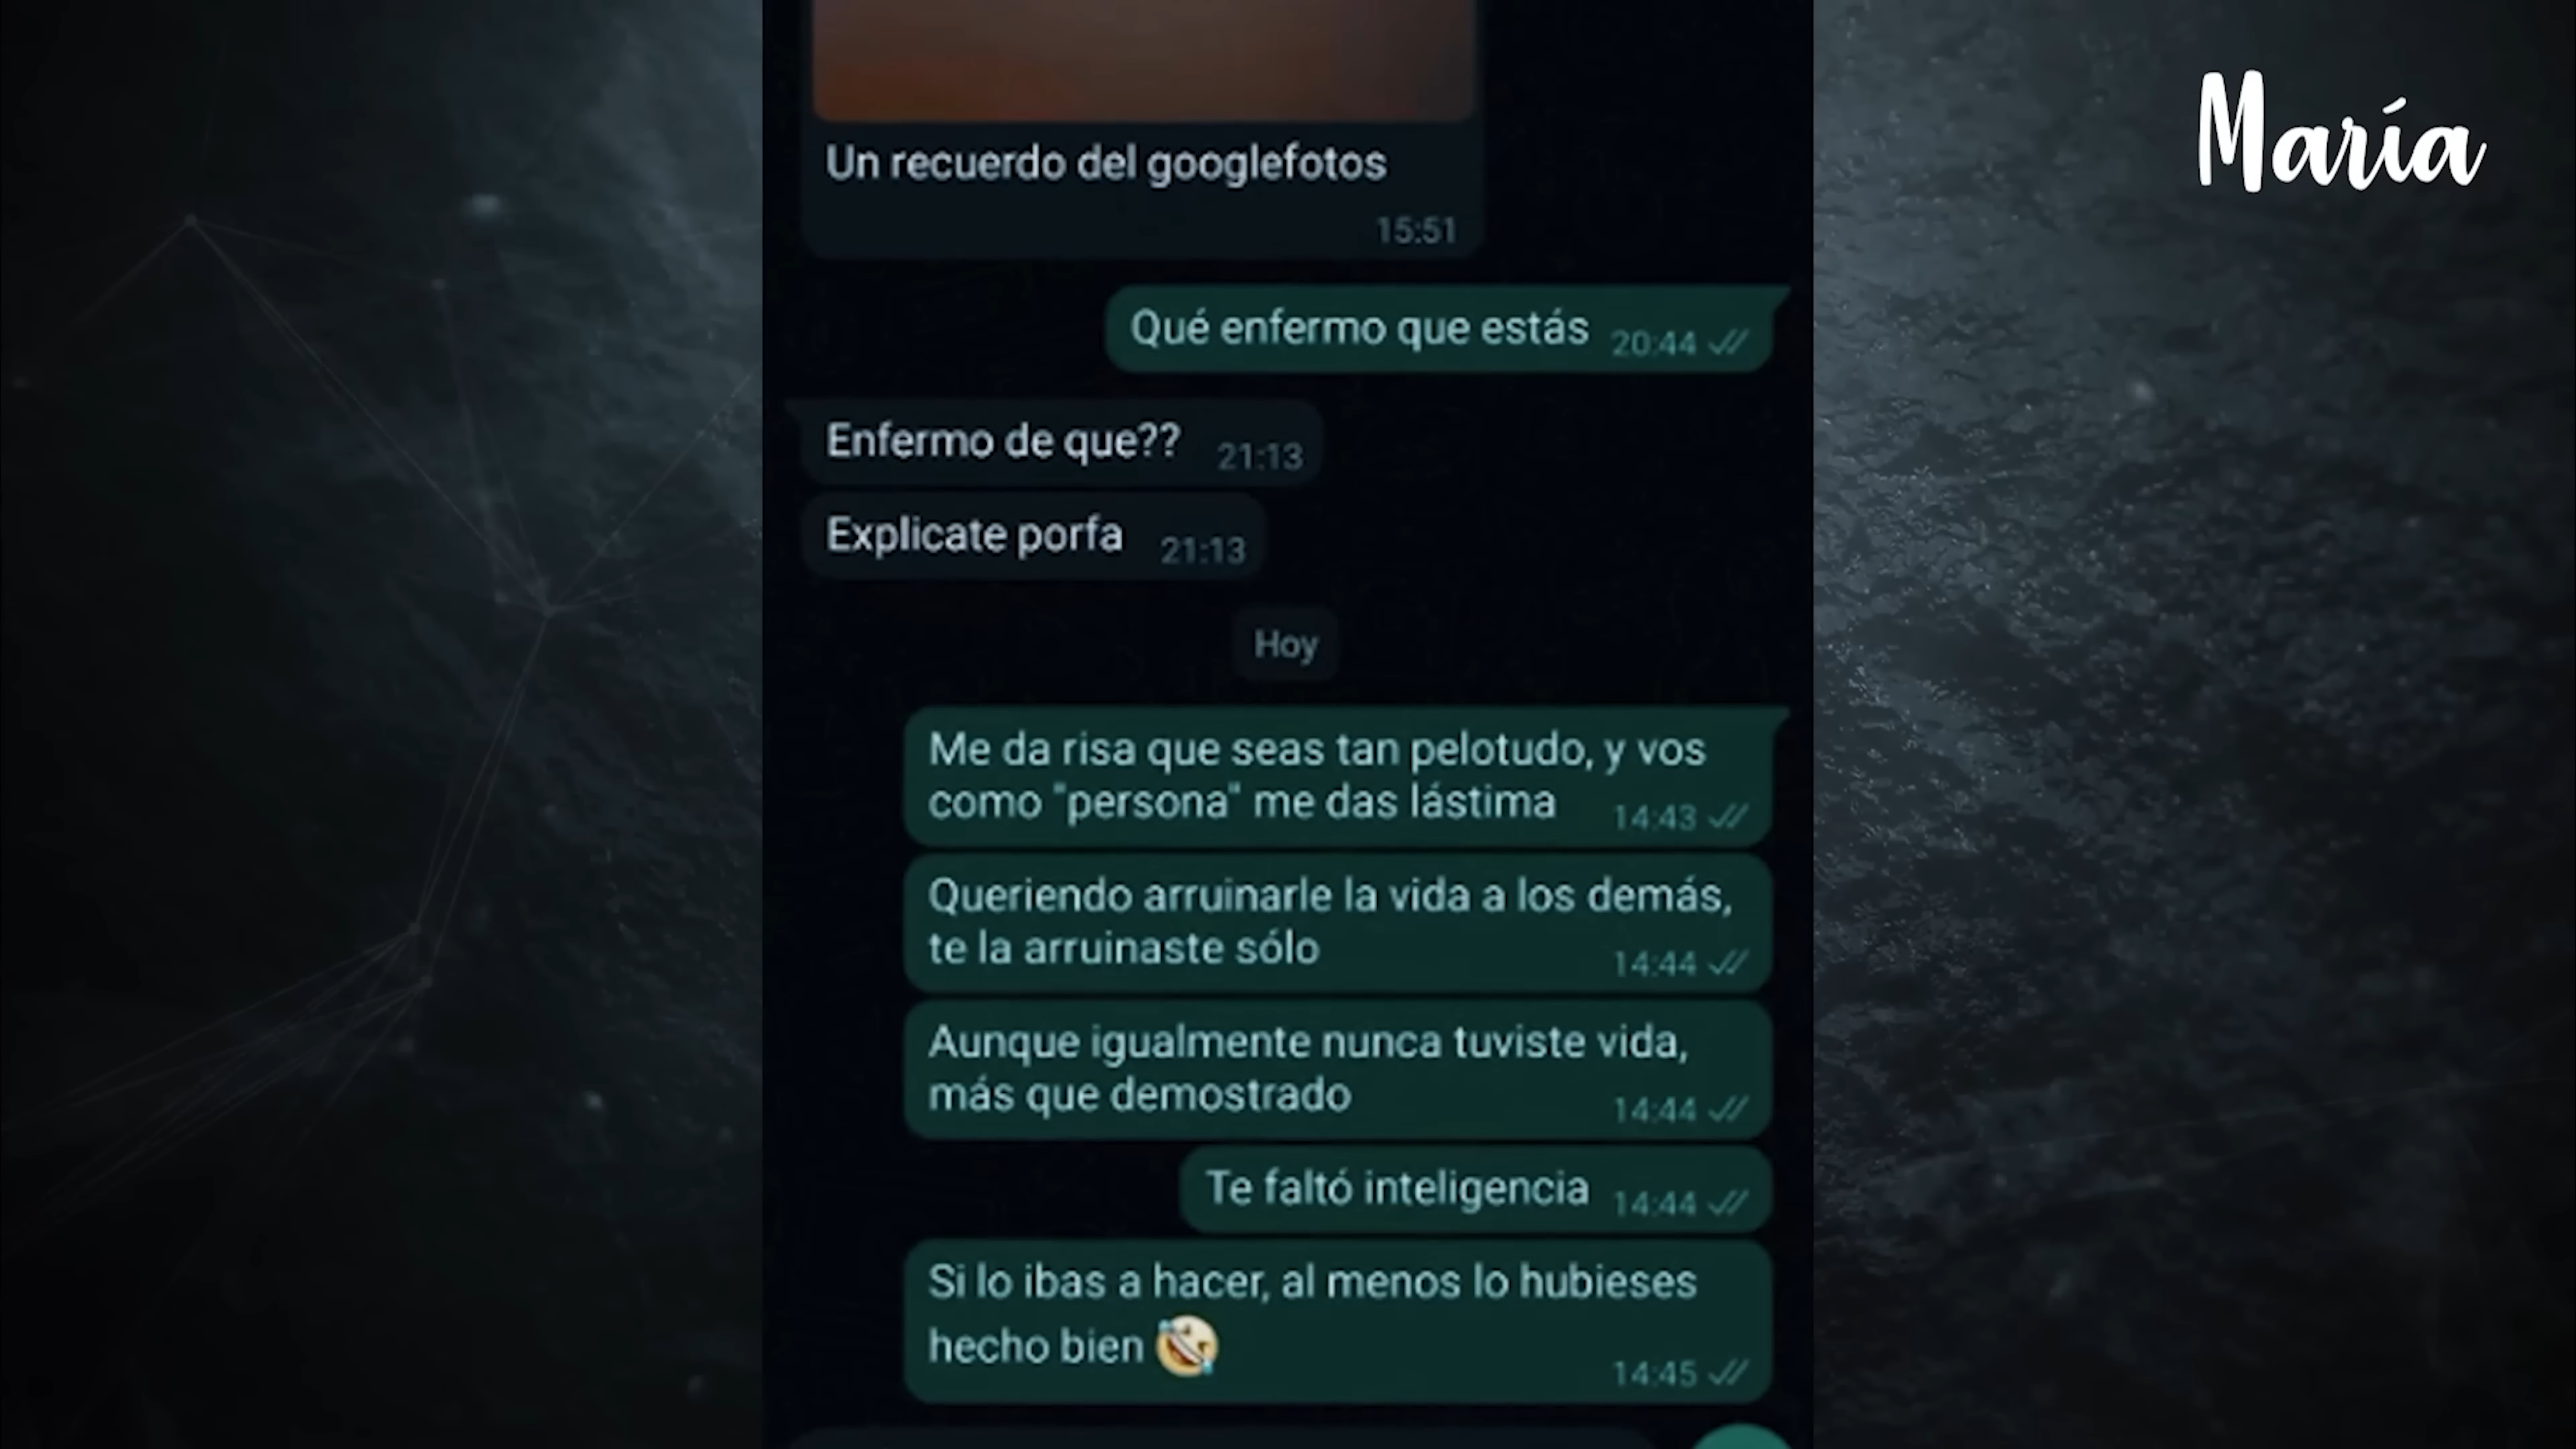 María
Un recuerdo del googlefotos
15:51
Qué enfermo que estás 20:44
Enfermo de que?? 21:13
Explicate porfa 21:13
Hoy
Me da risa que seas tan pelotudo, y vos
como "persona" me das lástima 14:43
Queriendo arruinarle la vida a los demás,
te la arruinaste sólo 14:44
Aunque igualmente nunca tuviste vida,
más que demostrado 14:44
Te faltó inteligencia 14:44
Si lo ibas a hacer, al menos lo hubieses
hecho bien 🤣 14:45